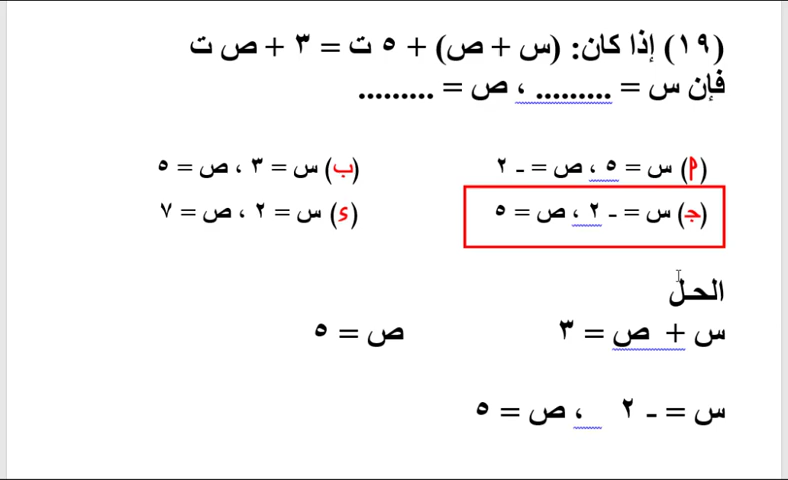 (١٩) إذا كان: (س + ص) + ٥ ت = ٣ + ص ت
فإن س = ......... ، ص = .........
(م) س = ٥ ، ص = - ٢
(ب) س = ٣ ، ص = ٥
(ج) س = - ٢ ، ص = ٥
(ء) س = ٢ ، ص = ٧
الحل
س + ص = ٣
ص = ٥
س = - ٢ ، ص = ٥